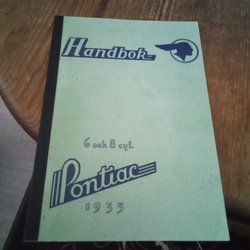 Handbok
6 och 8 cyl.
Pontiac
1935